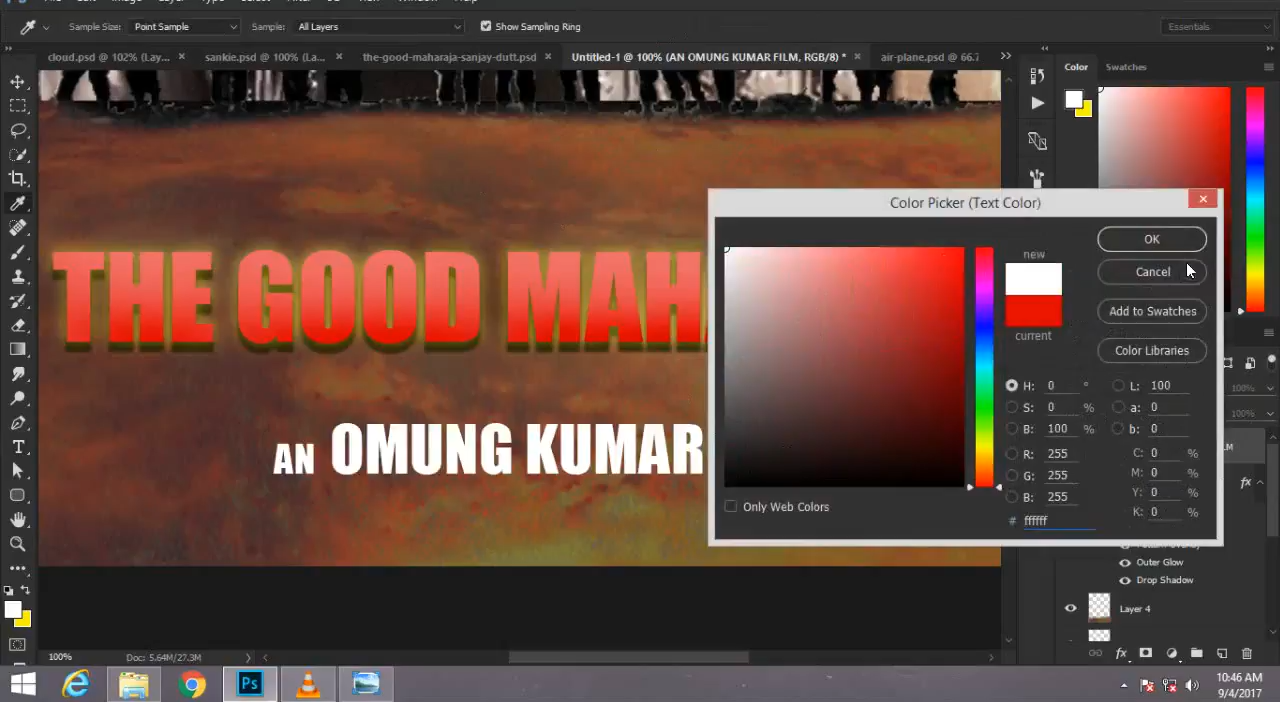 Sample Size: Point Sample Sample: All Layers Show Sampling Ring Essentials
cloud.psd @ 102% (Lay... × sankie.psd @ 100% (La... × the-good-maharaja-sanjay-dutt.psd × Untitled-1 @ 100% (AN OMUNG KUMAR FILM, RGB/8) * × air-plane.psd @ 66.7
Color Swatches
Color Picker (Text Color)
OK
new
Cancel
Add to Swatches
current
Color Libraries
H: 0 ° L: 100
S: 0 % a: 0
B: 100 % b: 0
R: 255 C: 0 %
G: 255 M: 0 %
B: 255 Y: 0 %
K: 0 %
Only Web Colors
# ffffff
THE GOOD MAHA
AN OMUNG KUMAR
Outer Glow
Drop Shadow
Layer 4
100% Doc: 5.64M/27.3M
10:46 AM
9/4/2017